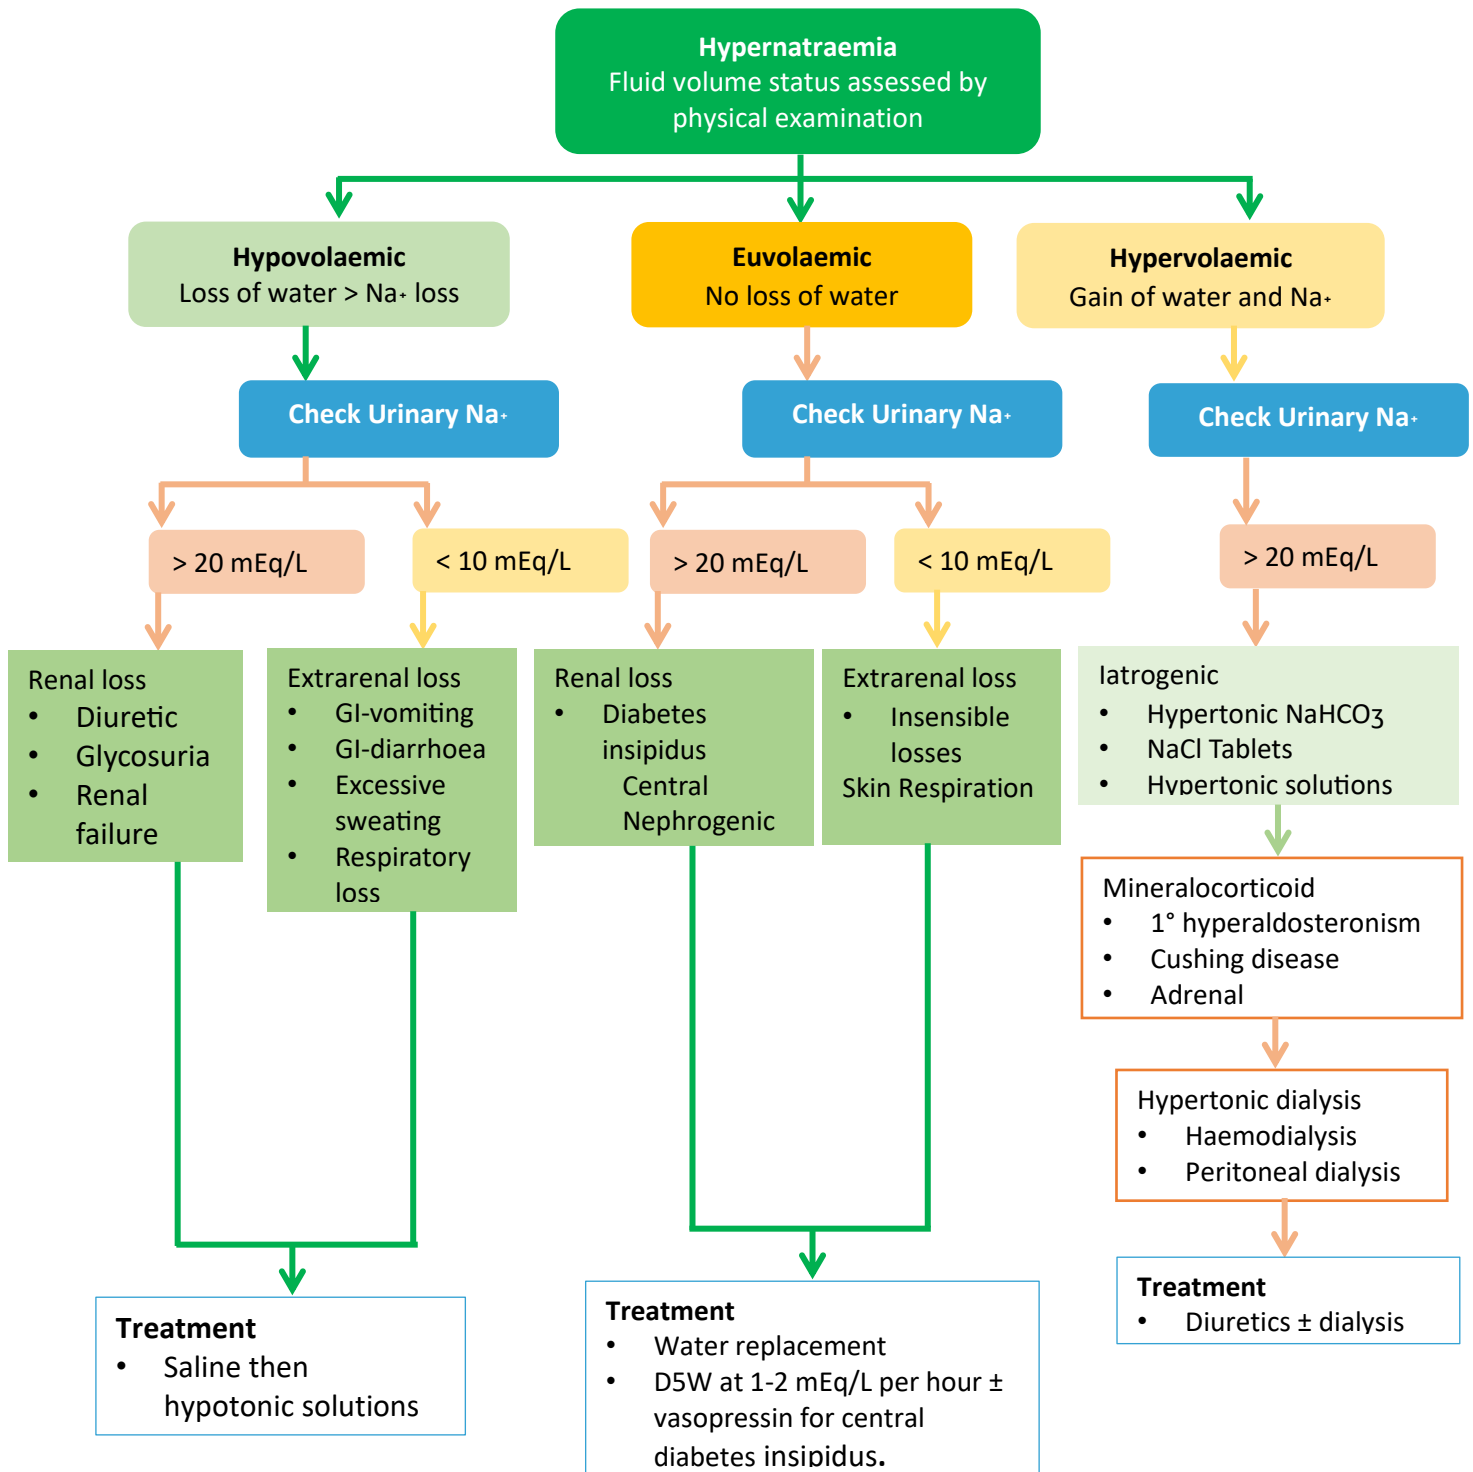 Hypernatraemia
Fluid volume status assessed by
physical examination
Hypovolaemic
Loss of water > Na+ loss
Euvolaemic
No loss of water
Hypervolaemic
Gain of water and Na+
Check Urinary Na+
Check Urinary Na+
Check Urinary Na+
> 20 mEq/L
< 10 mEq/L
> 20 mEq/L
< 10 mEq/L
> 20 mEq/L
Renal loss
• Diuretic
• Glycosuria
• Renal
failure
Extrarenal loss
• GI-vomiting
• GI-diarrhoea
• Excessive
sweating
• Respiratory
loss
Renal loss
• Diabetes
insipidus
Central
Nephrogenic
Extrarenal loss
• Insensible
losses
Skin Respiration
Iatrogenic
• Hypertonic NaHCO3
• NaCl Tablets
• Hypertonic solutions
Mineralocorticoid
• 1° hyperaldosteronism
• Cushing disease
• Adrenal
Hypertonic dialysis
• Haemodialysis
• Peritoneal dialysis
Treatment
• Saline then
hypotonic solutions
Treatment
• Water replacement
• D5W at 1-2 mEq/L per hour ±
vasopressin for central
diabetes insipidus.
Treatment
• Diuretics ± dialysis